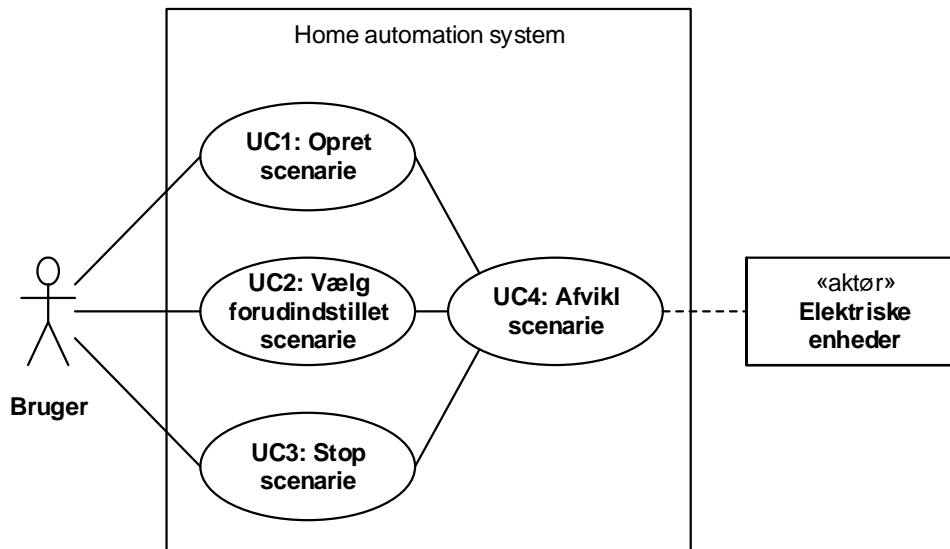 Home automation system
UC1: Opret
scenarie
UC2: Vælg
forudindstillet
scenarie
UC4: Afvikl
scenarie
«aktør»
Elektriske
enheder
Bruger
UC3: Stop
scenarie